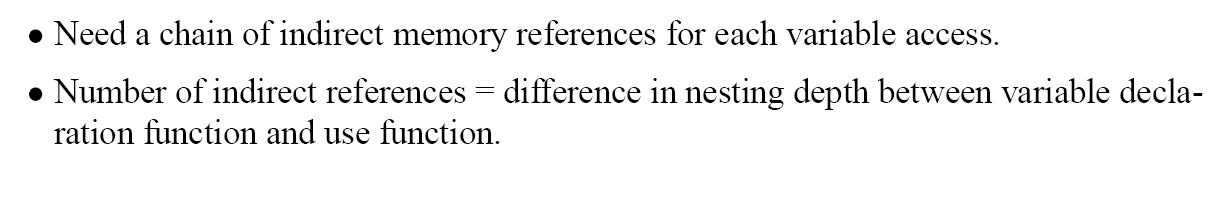 ● Need a chain of indirect memory references for each variable access.
● Number of indirect references = difference in nesting depth between variable decla-
ration function and use function.